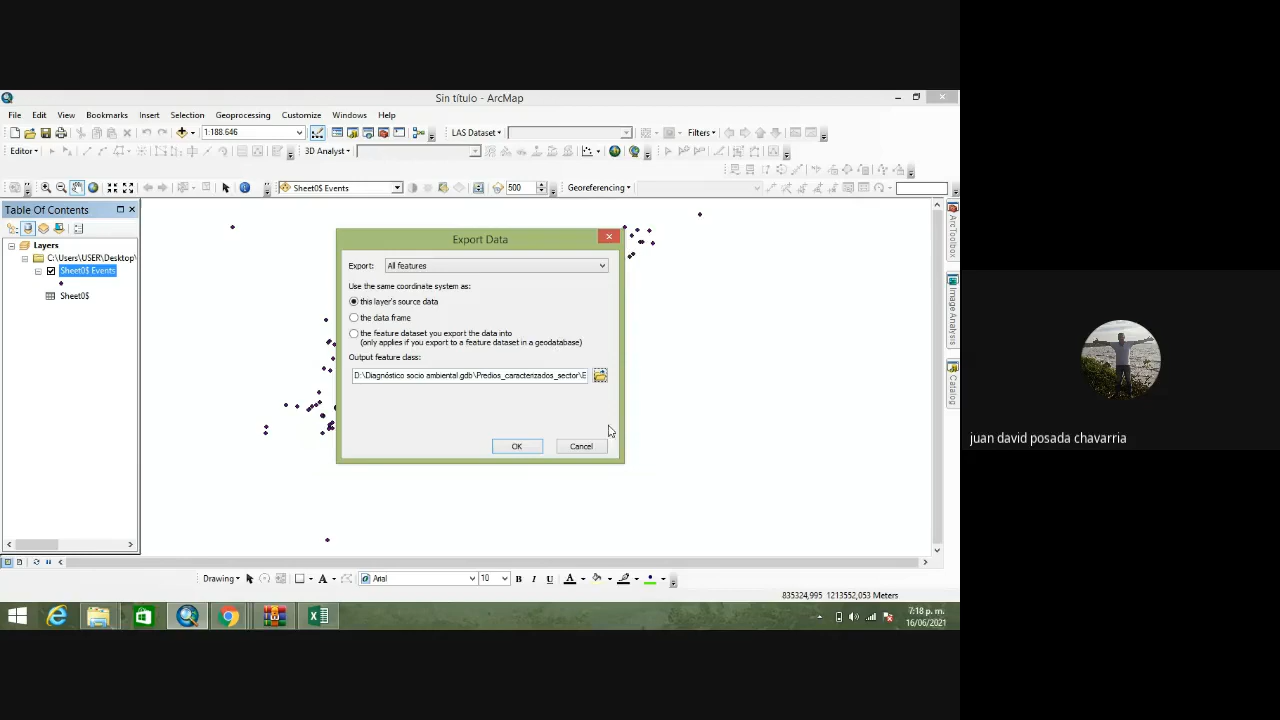 Sin título - ArcMap
File Edit View Bookmarks Insert Selection Geoprocessing Customize Windows Help
1:188.646
LAS Dataset
Filters
Editor
3D Analyst
Sheet0$ Events
500
Georeferencing
Table Of Contents
Layers
C:\Users\USER\Desktop\
Sheet0$ Events
Sheet0$
Export Data
Export: All features
Use the same coordinate system as:
this layer's source data
the data frame
the feature dataset you export the data into
(only applies if you export to a feature dataset in a geodatabase)
Output feature class:
D:\Diagnóstico socio ambiental.gdb\Predios_caracterizados_sector\E
OK Cancel
ArcToolbox
Image Analysis
Catalog
juan david posada chavarria
Drawing
Arial
10
B I U A
835324,995 1213552,053 Meters
7:18 p. m.
16/06/2021